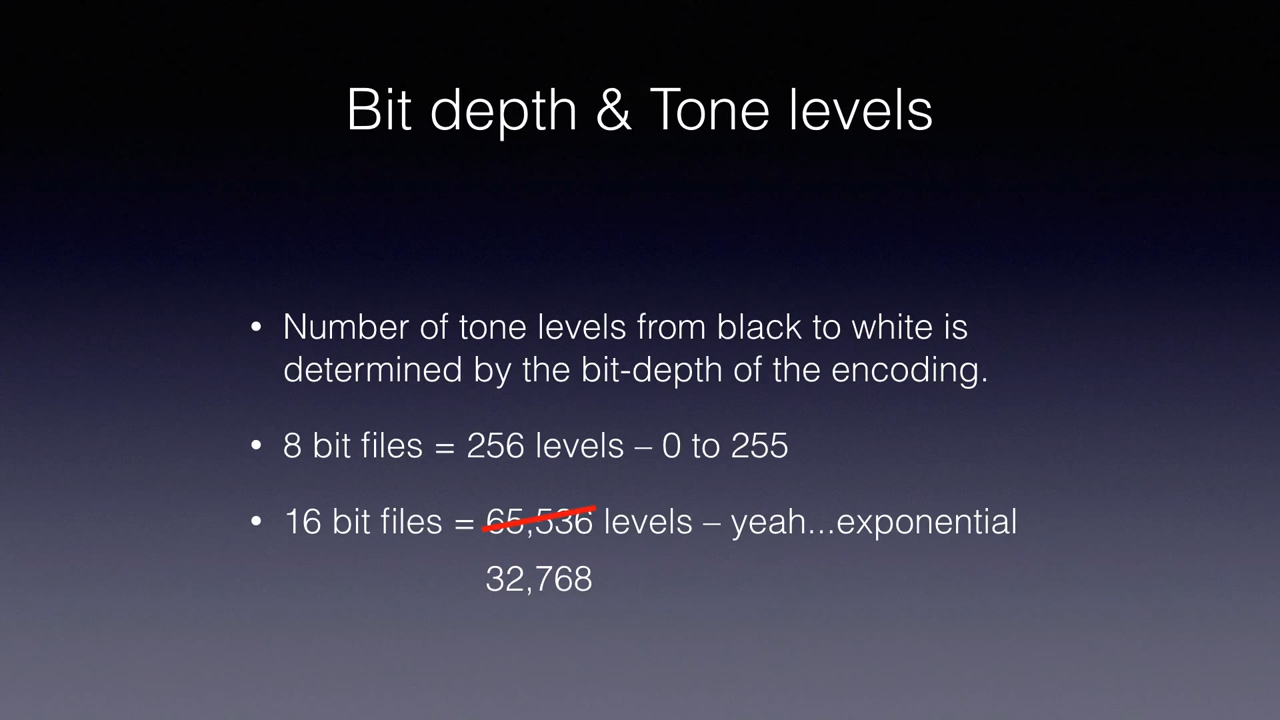 Bit depth & Tone levels
• Number of tone levels from black to white is
determined by the bit-depth of the encoding.
• 8 bit files = 256 levels – 0 to 255
• 16 bit files = 65,536 levels – yeah...exponential
32,768